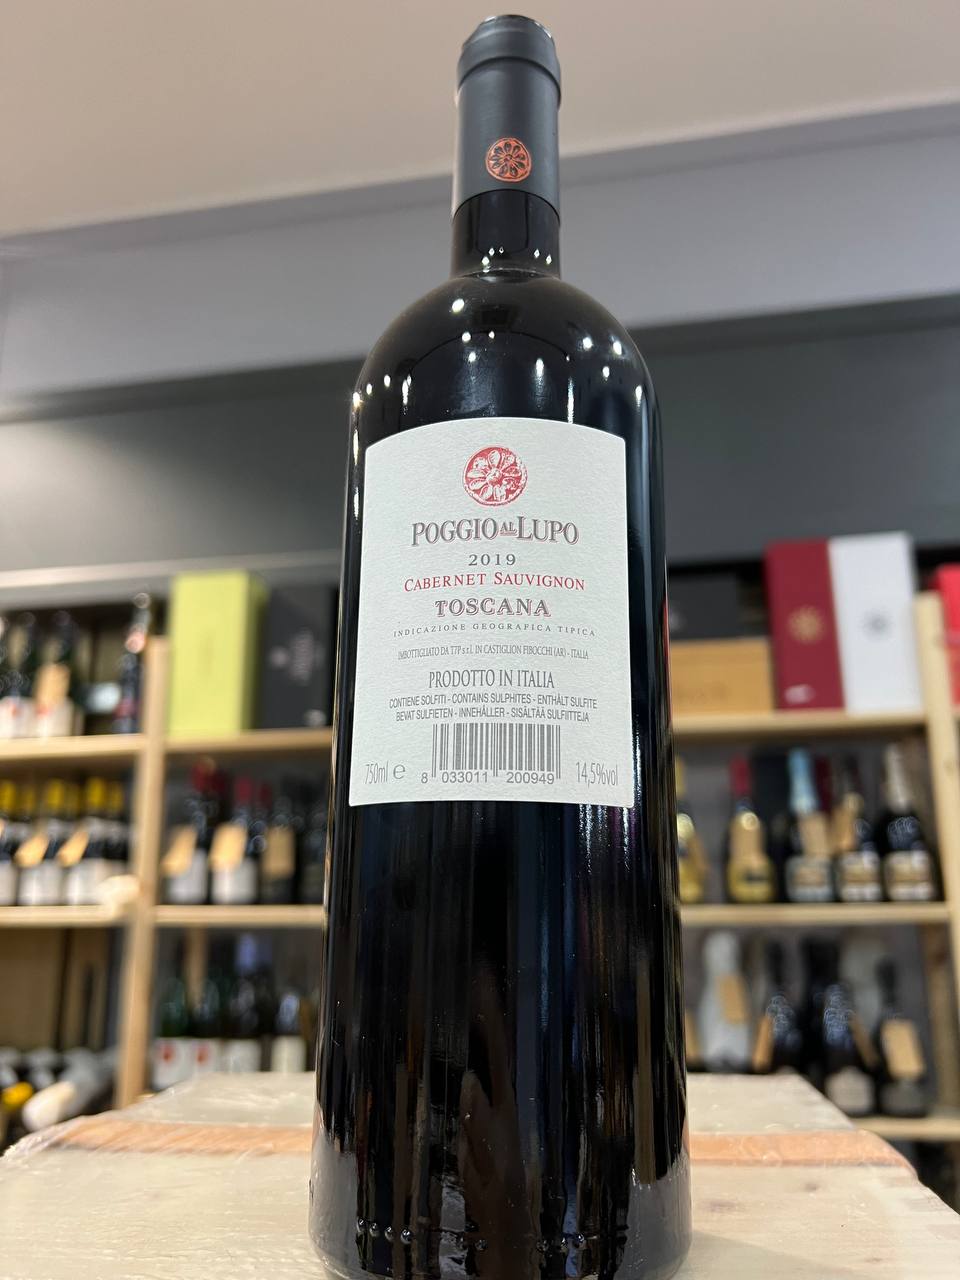 POGGIO AL LUPO
2019
CABERNET SAUVIGNON
TOSCANA
INDICAZIONE GEOGRAFICA TIPICA
IMBOTTIGLIATO DA T7P s.r.l. IN CASTIGLION FIBOCCHI (AR) - ITALIA
PRODOTTO IN ITALIA
CONTIENE SOLFITI - CONTAINS SULPHITES - ENTHÄLT SULFITE
BEVAT SULFIETEN - INNEHÅLLER - SISÄLTÄÄ SULFIITTEJA
750ml e 8 033011 200949 14,5%vol